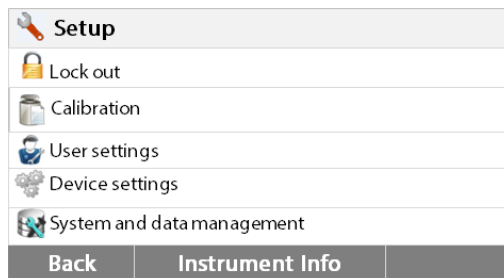 Setup
Lock out
Calibration
User settings
Device settings
System and data management
Back Instrument Info